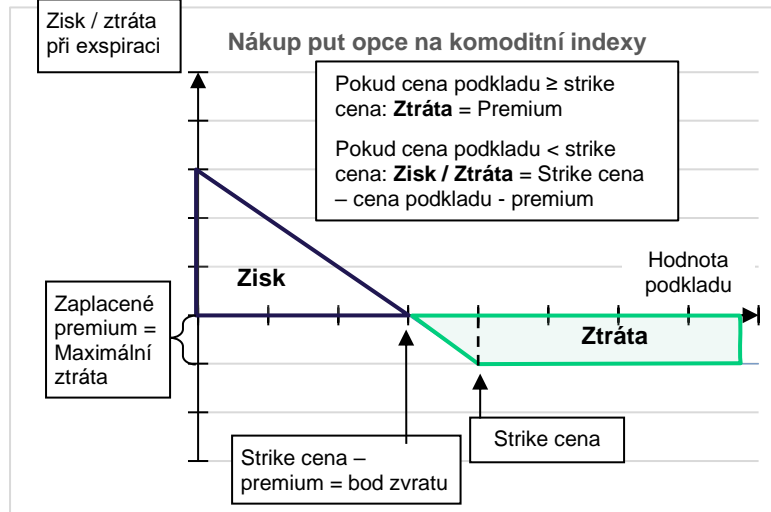 Zisk / ztráta
při exspiraci
Nákup put opce na komoditní indexy
Pokud cena podkladu ≥ strike
cena: Ztráta = Premium
Pokud cena podkladu < strike
cena: Zisk / Ztráta = Strike cena
– cena podkladu - premium
Zisk
Hodnota
podkladu
Zaplacené
premium =
Maximální
ztráta
Ztráta
Strike cena
Strike cena –
premium = bod zvratu